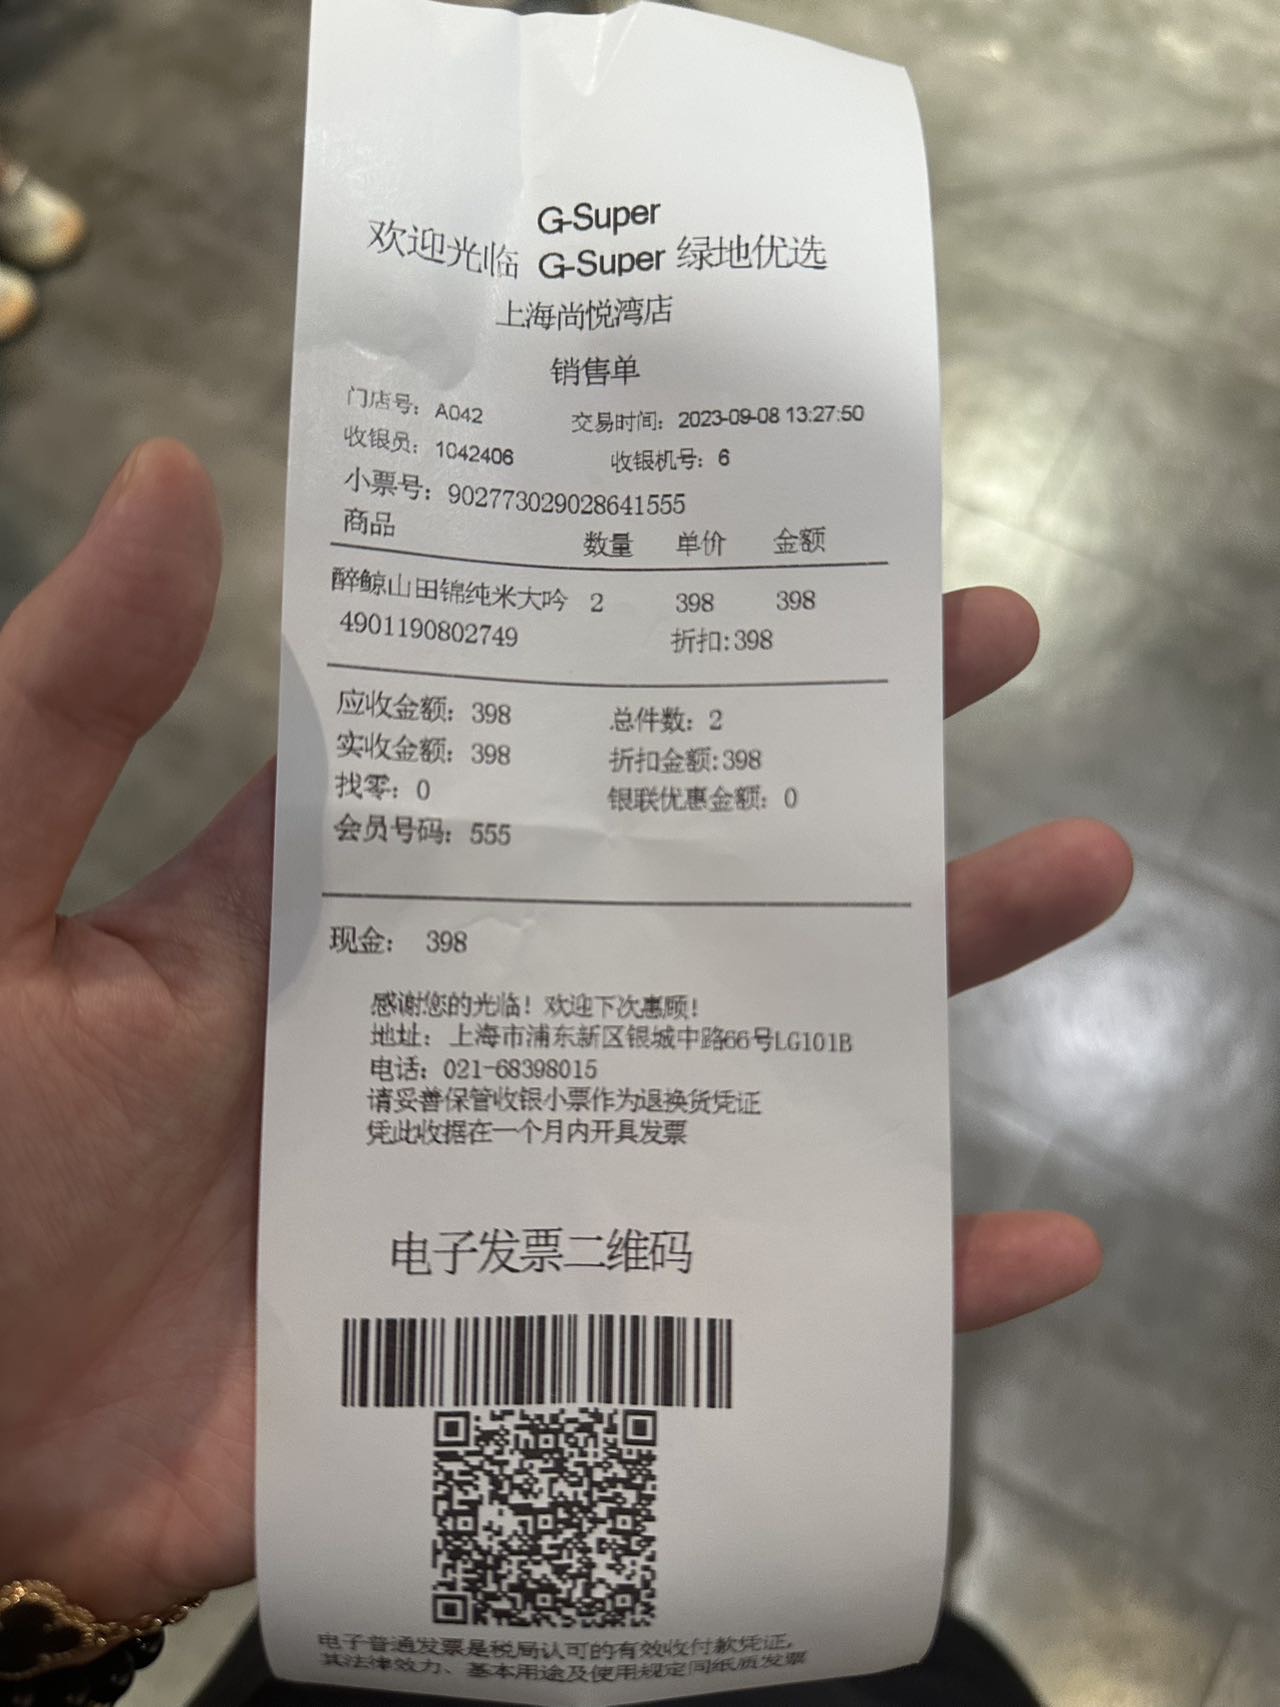 G-Super
欢迎光临 G-Super 绿地优选
上海尚悦湾店
销售单
门店号：A042 交易时间：2023-09-08 13:27:50
收银员：1042406 收银机号：6
小票号：902773029028641555
商品 数量 单价 金额
醉鲸山田锦纯米大吟 2 398 398
4901190802749 折扣:398
应收金额：398 总件数：2
实收金额：398 折扣金额:398
找零：0 银联优惠金额：0
会员号码：555
现金： 398
感谢您的光临！欢迎下次惠顾！
地址：上海市浦东新区银城中路66号LG101B
电话：021-68398015
请妥善保管收银小票作为退换货凭证
凭此收据在一个月内开具发票
电子发票二维码
电子普通发票是税局认可的有效收付款凭证,
其法律效力、基本用途及使用规定同纸质发票